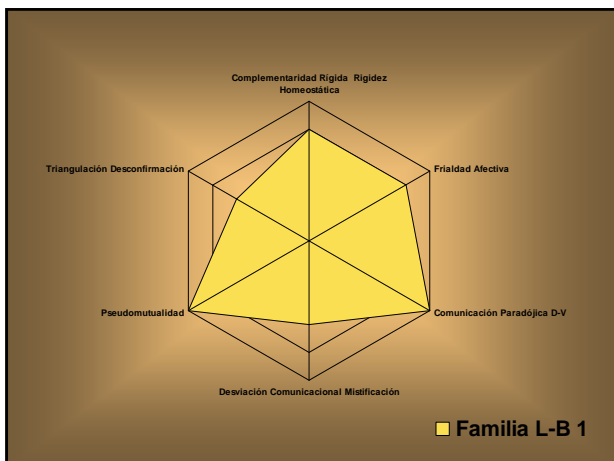 Complementaridad Rígida  Rigidez
Homeostática
Triangulación Desconfirmación
Frialdad Afectiva
Pseudomutualidad
Comunicación Paradójica D-V
Desviación Comunicacional Mistificación
Familia L-B 1